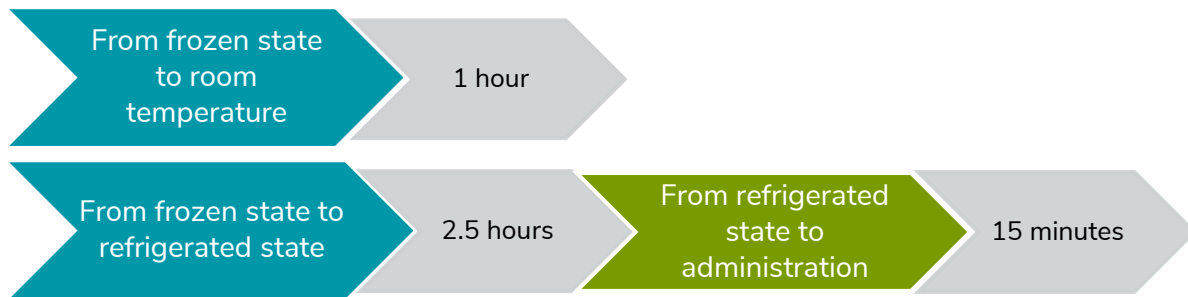 From frozen state
to room
temperature
1 hour
From frozen state to
refrigerated state
2.5 hours
From refrigerated
state to
administration
15 minutes